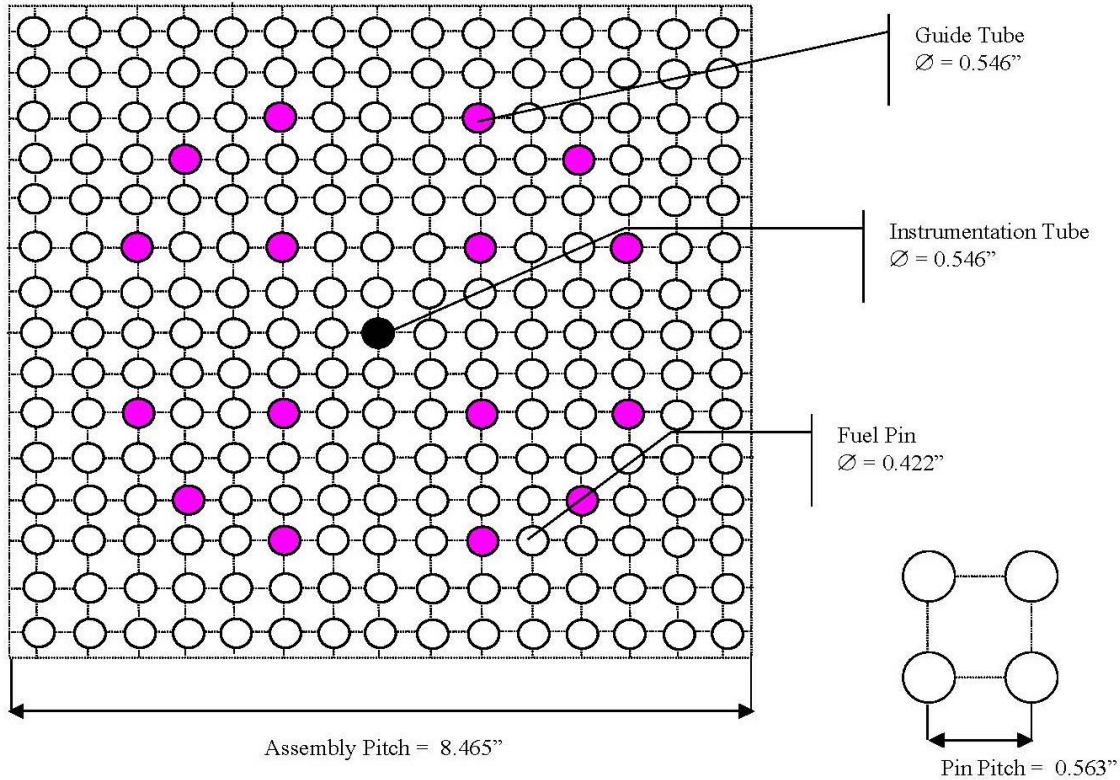 Guide Tube
∅ = 0.546”
Instrumentation Tube
∅ = 0.546”
Fuel Pin
∅ = 0.422”
Assembly Pitch = 8.465”
Pin Pitch = 0.563”